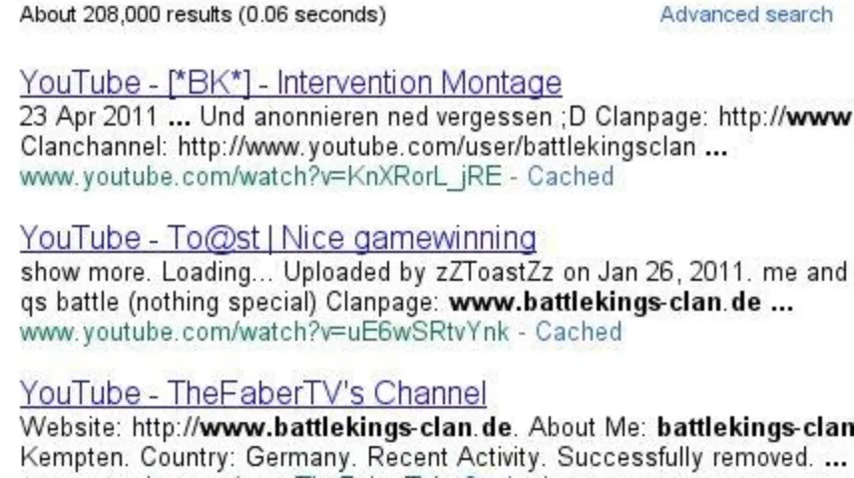 About 208,000 results (0.06 seconds) Advanced search
YouTube - [*BK*] - Intervention Montage
23 Apr 2011 ... Und anonnieren ned vergessen ;D Clanpage: http://www
Clanchannel: http://www.youtube.com/user/battlekingsclan ...
www.youtube.com/watch?v=KnXRorL_jRE - Cached
YouTube - To@st | Nice gamewinning
show more. Loading... Uploaded by zZToastZz on Jan 26, 2011. me and
qs battle (nothing special) Clanpage: www.battlekings-clan.de ...
www.youtube.com/watch?v=uE6wSRtvYnk - Cached
YouTube - TheFaberTV's Channel
Website: http://www.battlekings-clan.de. About Me: battlekings-clan
Kempten. Country: Germany. Recent Activity. Successfully removed. ...